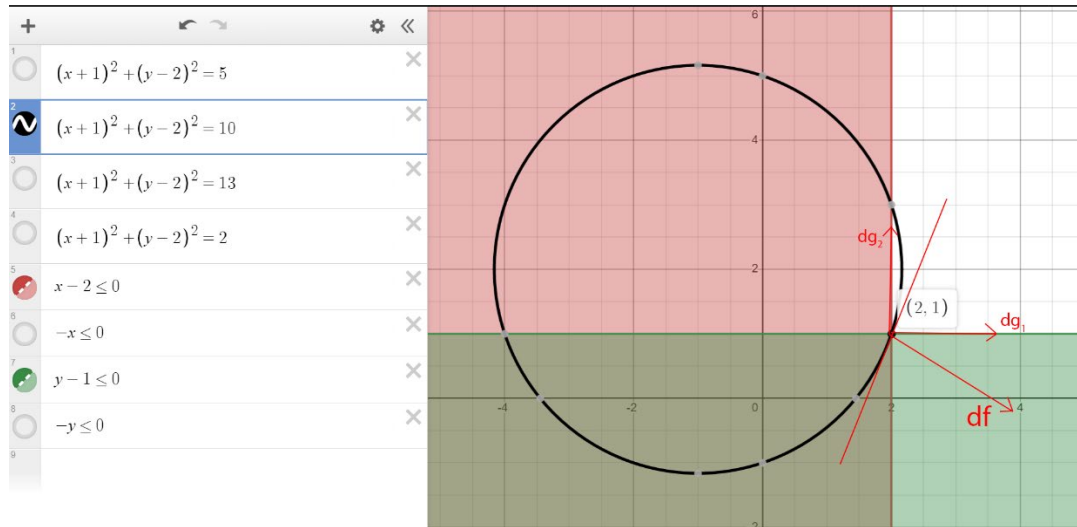 1
(x + 1)² + (y − 2)² = 5
2
(x + 1)² + (y − 2)² = 10
3
(x + 1)² + (y − 2)² = 13
4
(x + 1)² + (y − 2)² = 2
5
x − 2 ≤ 0
6
−x ≤ 0
7
y − 1 ≤ 0
8
−y ≤ 0
9
6
4
dg₂
2
(2, 1)
dg₁
-4
-2
0
2
4
df